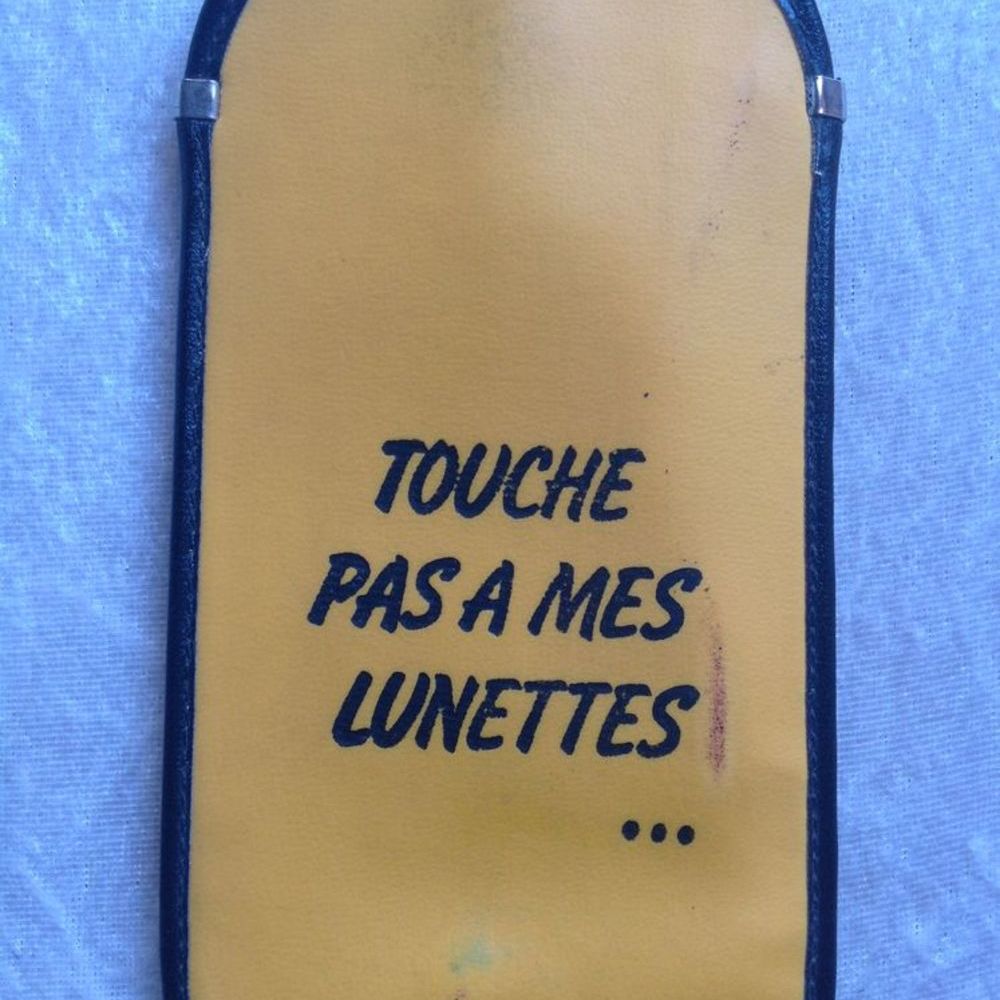 TOUCHE
PAS A MES
LUNETTES
...